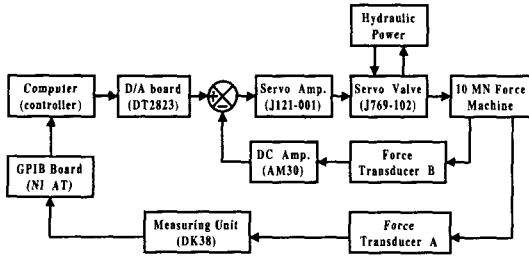 Hydraulic
Power
Computer
(controller)
D/A board
(DT2823)
Servo Amp.
(J121-001)
Servo Valve
(J769-102)
10 MN Force
Machine
GPIB Board
(NI AT)
DC Amp.
(AM30)
Force
Transducer B
Measuring Unit
(DK38)
Force
Transducer A